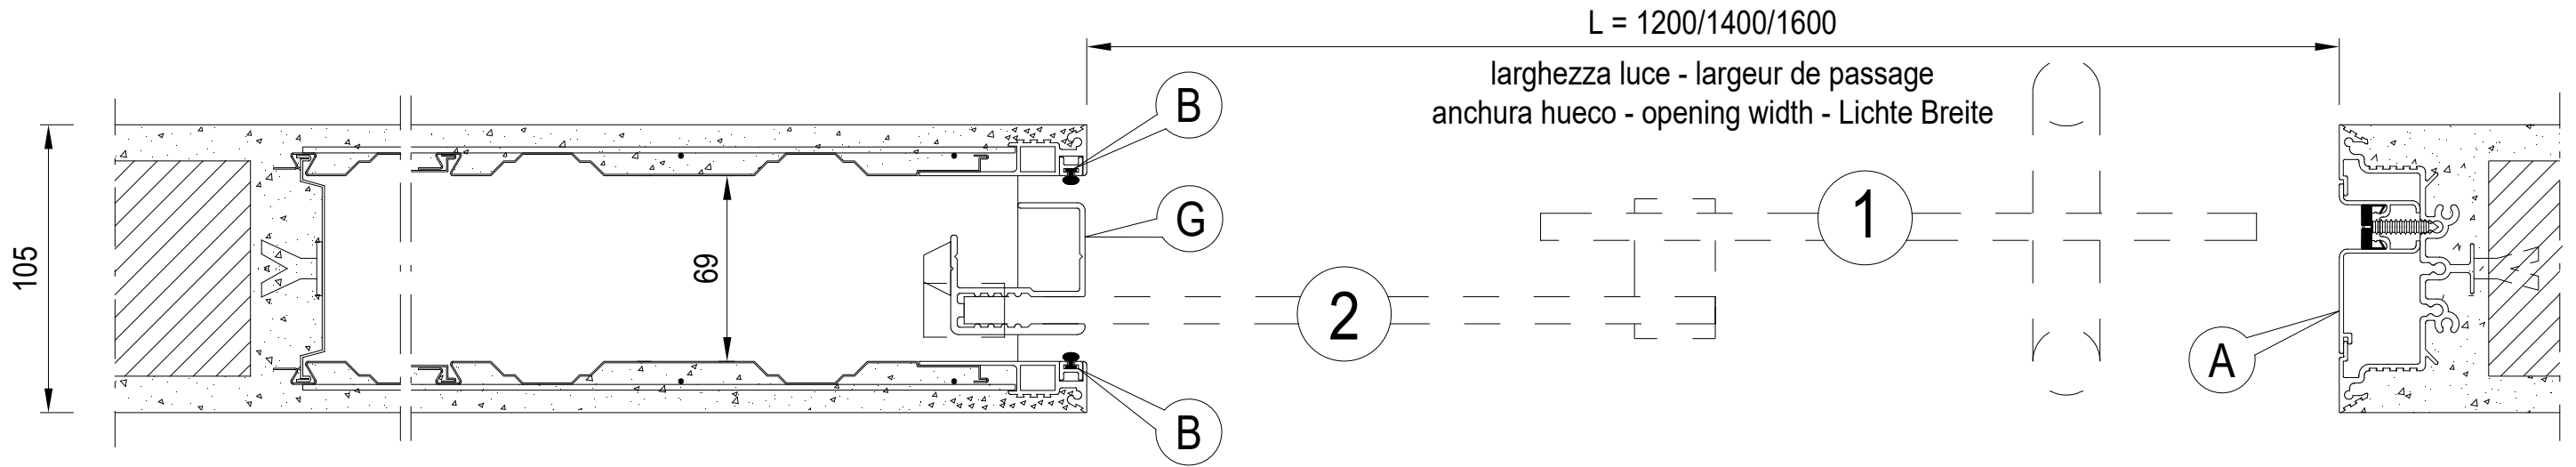 L = 1200/1400/1600
larghezza luce - largeur de passage
anchura hueco - opening width - Lichte Breite
B
G
1
105
69
2
A
B